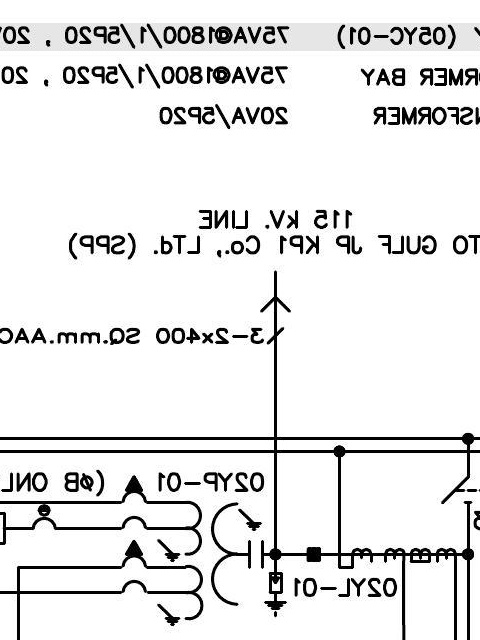 (05YC-01) 75VA@1800/1/5P20 , 20V
RMER BAY 75VA@1800/1/5P20 , 20
NSFORMER 20VA/5P20
115 kV. LINE
TO GULF JP KP1 Co., LTd. (SPP)
3-2x400 SQ.mm.AAC
02YP-01 (ØB ONL
02YL-01